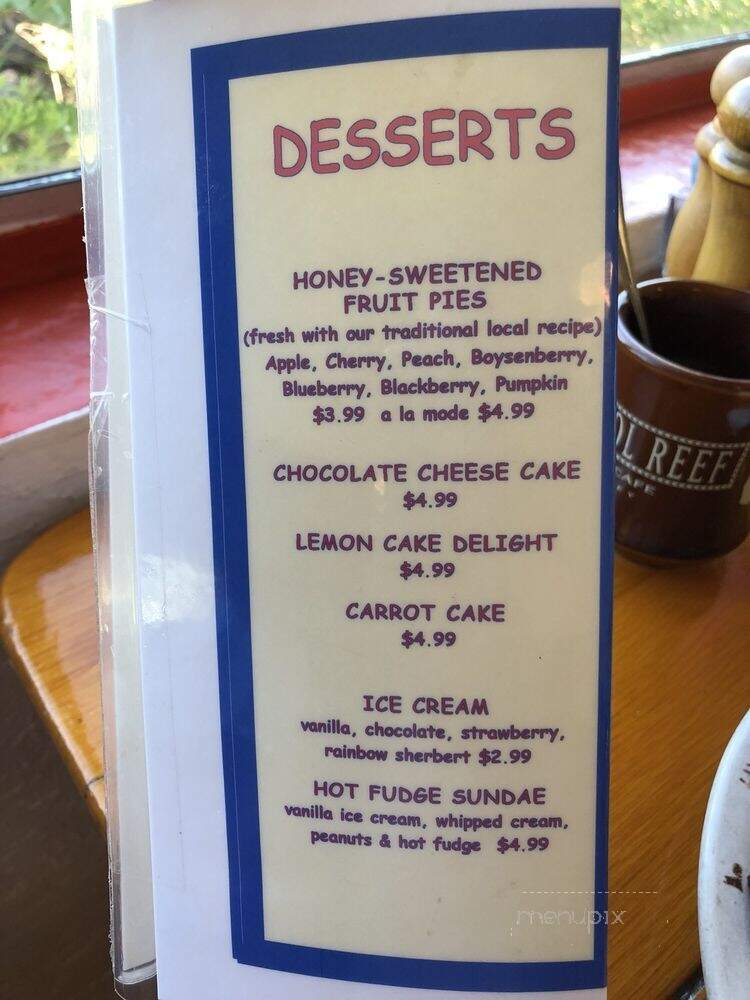 DESSERTS
HONEY-SWEETENED
FRUIT PIES
(fresh with our traditional local recipe)
Apple, Cherry, Peach, Boysenberry,
Blueberry, Blackberry, Pumpkin
$3.99 a la mode $4.99
CHOCOLATE CHEESE CAKE
$4.99
LEMON CAKE DELIGHT
$4.99
CARROT CAKE
$4.99
ICE CREAM
vanilla, chocolate, strawberry,
rainbow sherbert $2.99
HOT FUDGE SUNDAE
vanilla ice cream, whipped cream,
peanuts & hot fudge $4.99
OL REEF
CAFE
menupix